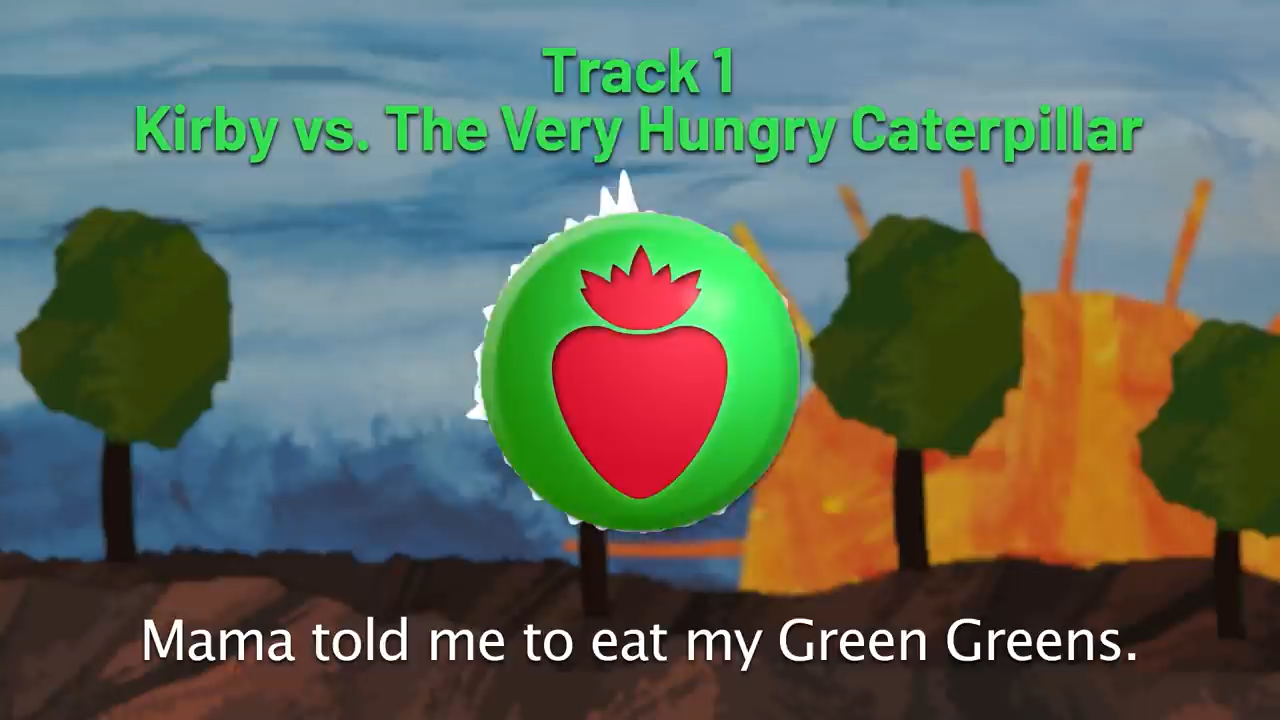 Track 1
Kirby vs. The Very Hungry Caterpillar
Mama told me to eat my Green Greens.